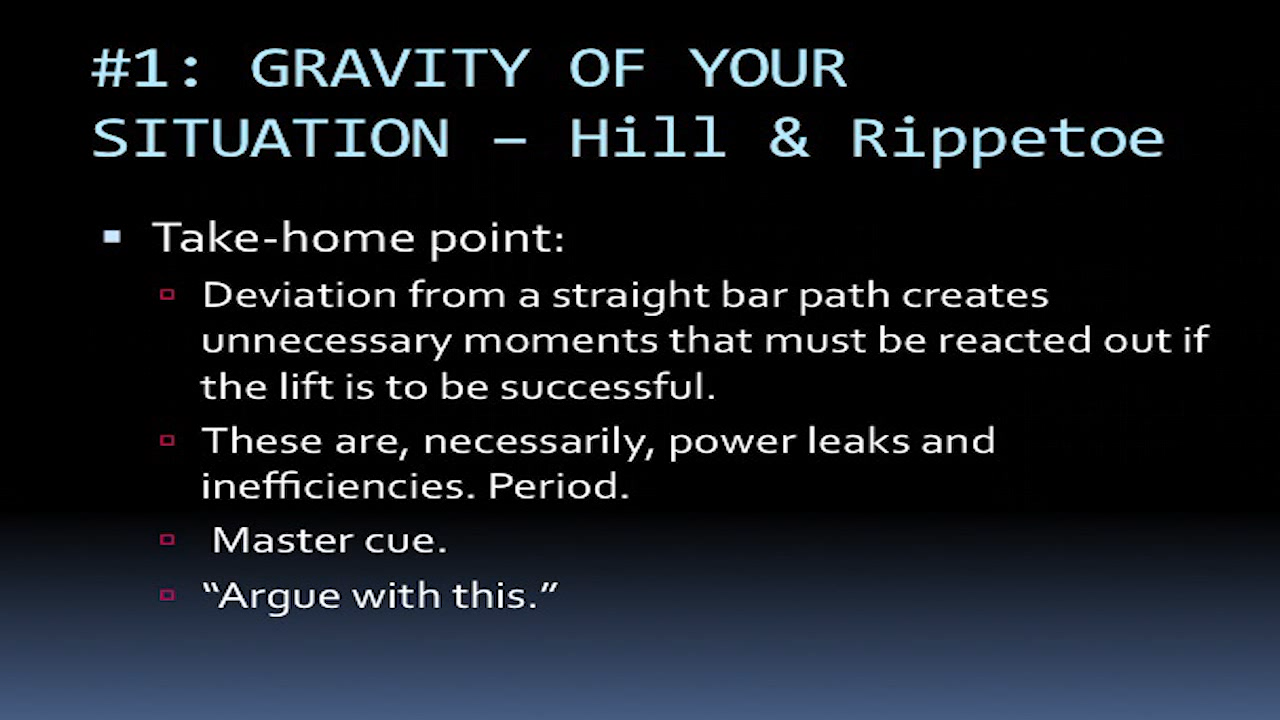 #1: GRAVITY OF YOUR
SITUATION – Hill & Rippetoe
Take-home point:
Deviation from a straight bar path creates
unnecessary moments that must be reacted out if
the lift is to be successful.
These are, necessarily, power leaks and
inefficiencies. Period.
Master cue.
“Argue with this.”